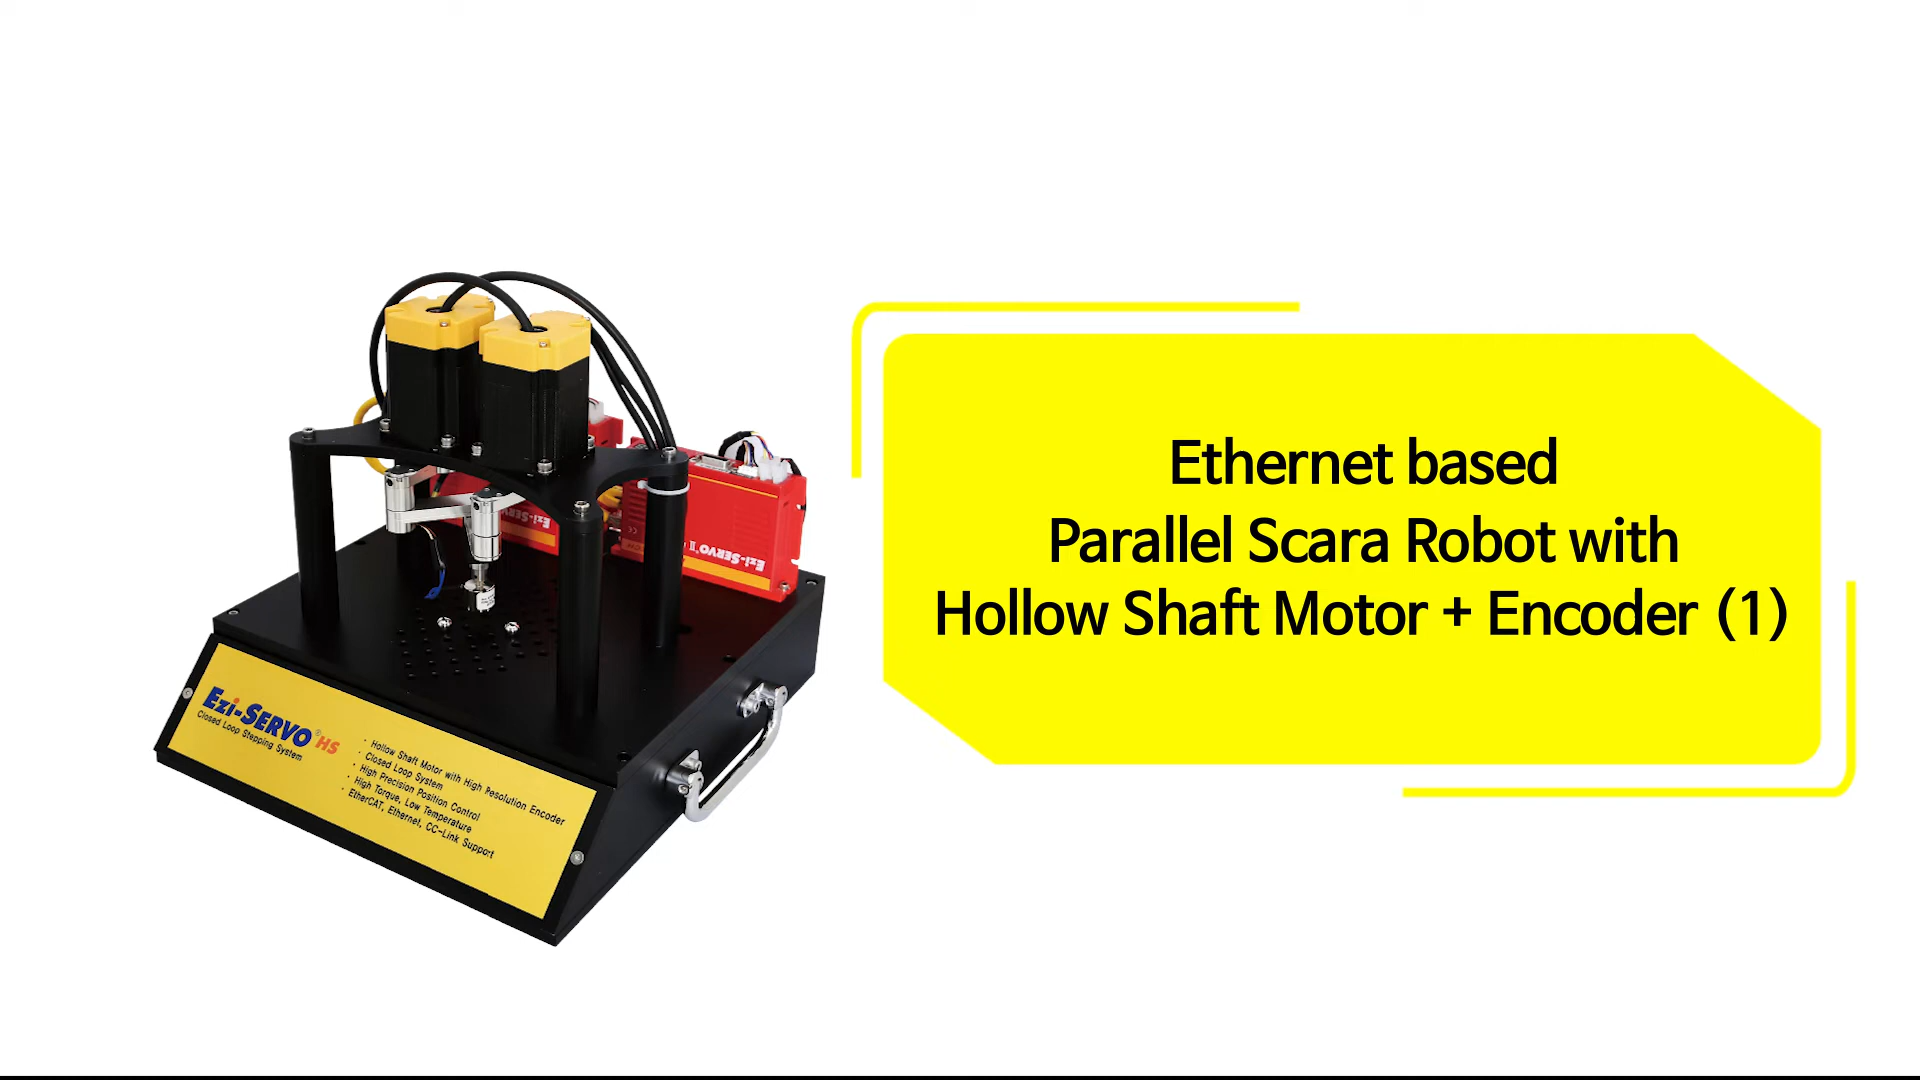 Ethernet based
Parallel Scara Robot with
Hollow Shaft Motor + Encoder (1)
Ezi-SERVO® HS
Closed Loop Stepping System
· Hollow Shaft Motor with High Resolution Encoder
· Closed Loop System
· High Precision Position Control
· High Torque, Low Temperature
· EtherCAT, Ethernet, CC-Link Support
Ezi-SERVO
Ezi-SERVO II